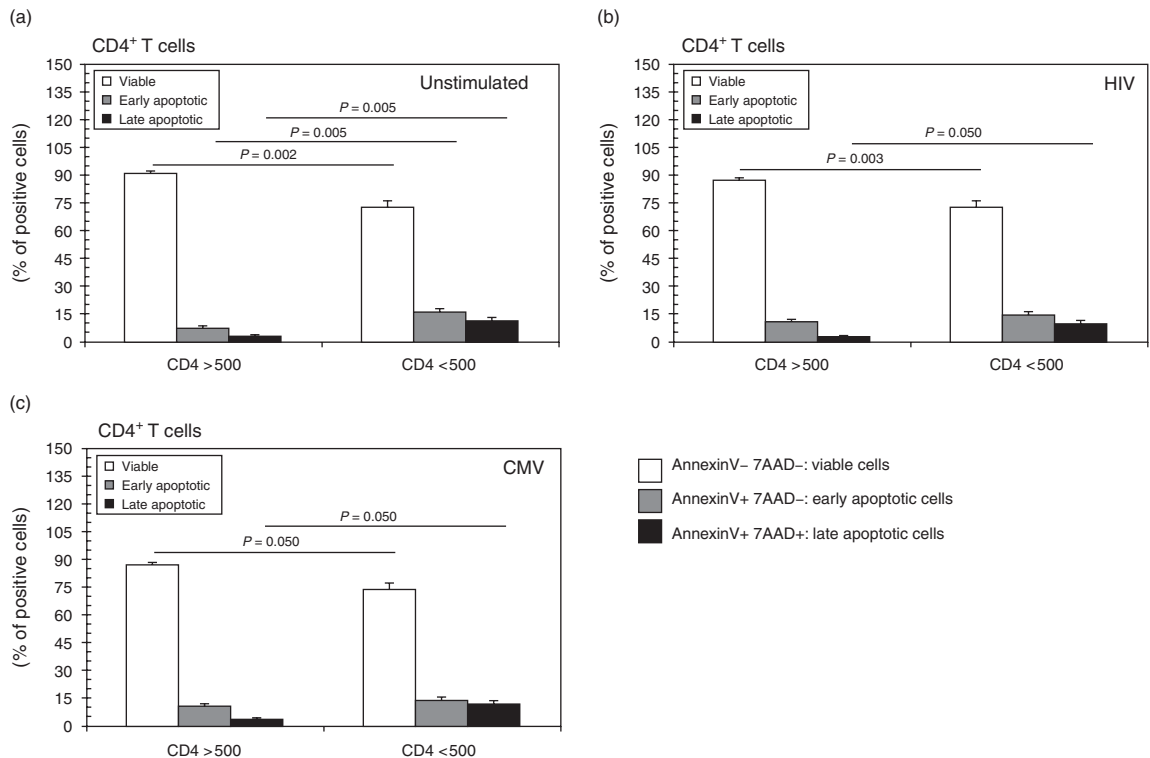 (a)
CD4+ T cells
150
135
120
105
90
75
60
45
30
15
0
(% of positive cells)
Viable
Early apoptotic
Late apoptotic
Unstimulated
P = 0.005
P = 0.005
P = 0.002
CD4 >500
CD4 <500
(b)
CD4+ T cells
150
135
120
105
90
75
60
45
30
15
0
(% of positive cells)
Viable
Early apoptotic
Late apoptotic
HIV
P = 0.050
P = 0.003
CD4 >500
CD4 <500
(c)
CD4+ T cells
150
135
120
105
90
75
60
45
30
15
0
(% of positive cells)
Viable
Early apoptotic
Late apoptotic
CMV
P = 0.050
P = 0.050
CD4 >500
CD4 <500
AnnexinV− 7AAD−: viable cells
AnnexinV+ 7AAD−: early apoptotic cells
AnnexinV+ 7AAD+: late apoptotic cells